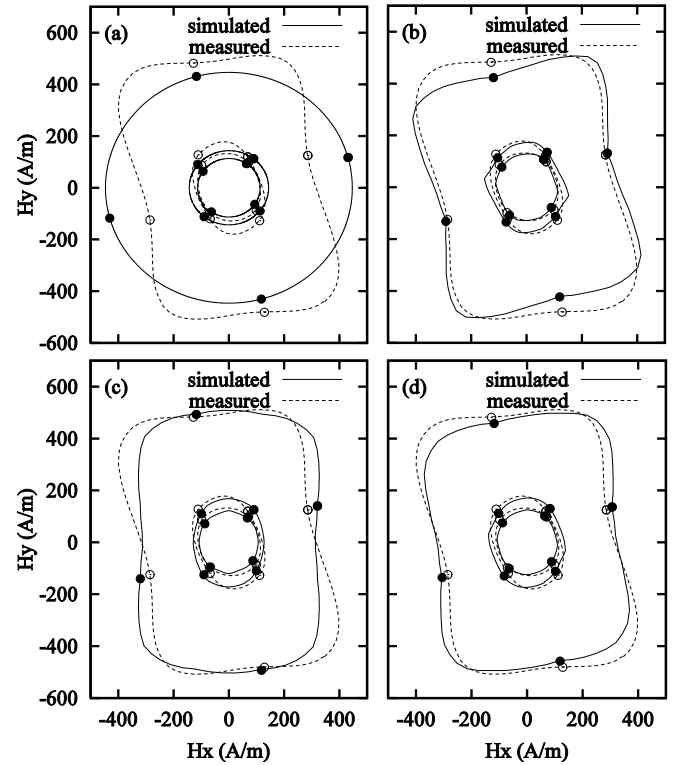 600
(a)
simulated
measured
400
200
0
-200
-400
-600
Hy (A/m)
(b)
simulated
measured
600
(c)
simulated
measured
400
200
0
-200
-400
-600
Hy (A/m)
-400 -200 0 200 400
Hx (A/m)
(d)
simulated
measured
-400 -200 0 200 400
Hx (A/m)